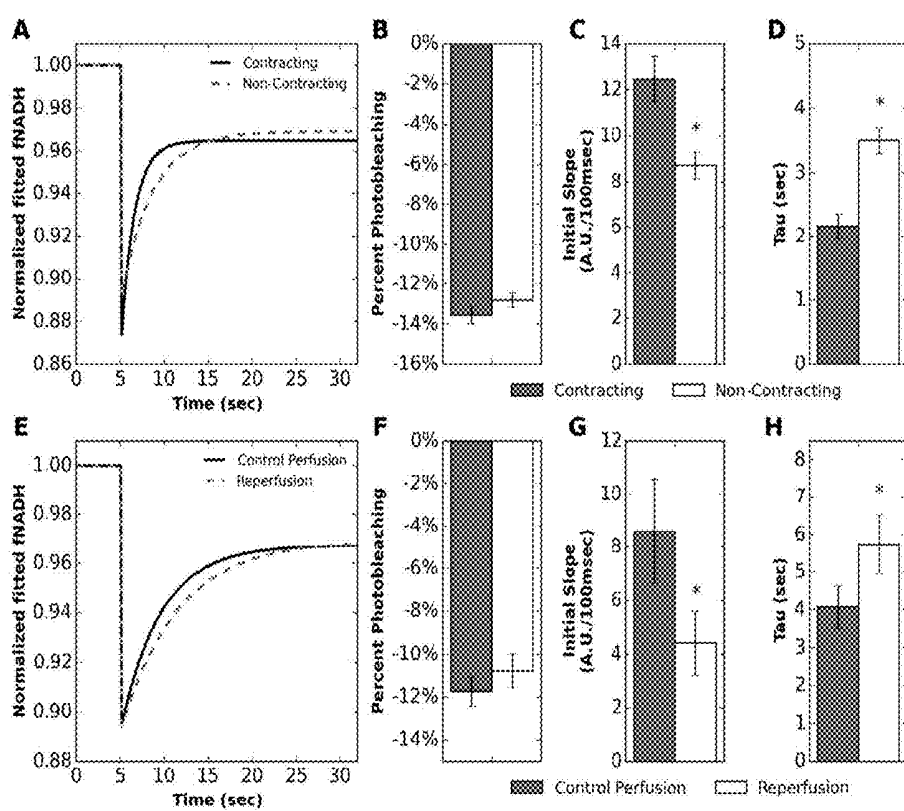 A
Normalized fitted fNADH
1.00
0.98
0.96
0.94
0.92
0.90
0.88
0.86
0 5 10 15 20 25 30
Time (sec)
Contracting
Non-Contracting
B
Percent Photobleaching
0%
-2%
-4%
-6%
-8%
-10%
-12%
-14%
-16%
C
Initial Slope
(A.U./100msec)
14
12
10
8
6
4
2
0
*
D
Tau (sec)
5
4
3
2
1
0
*
Contracting Non-Contracting
E
Normalized fitted fNADH
1.00
0.98
0.96
0.94
0.92
0.90
0.88
0 5 10 15 20 25 30
Time (sec)
Control Perfusion
Reperfusion
F
Percent Photobleaching
0%
-2%
-4%
-6%
-8%
-10%
-12%
-14%
G
Initial Slope
(A.U./100msec)
12
10
8
6
4
2
0
*
H
Tau (sec)
8
7
6
5
4
3
2
1
0
*
Control Perfusion Reperfusion